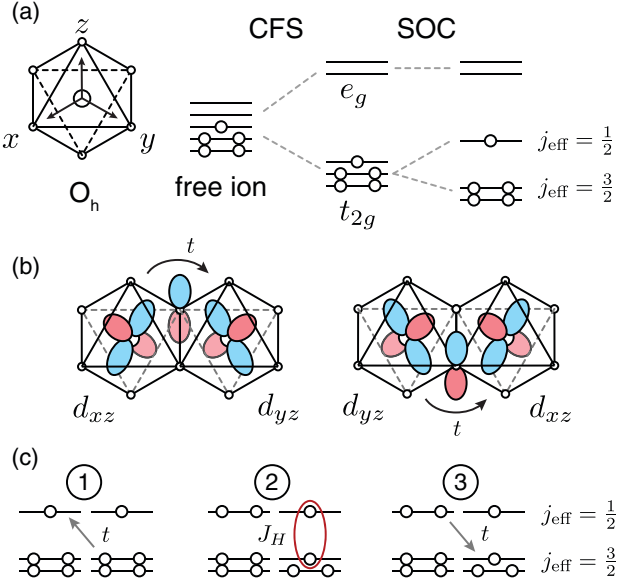 (a)
z
CFS
SOC
e_g
x
y
j_eff = 1/2
O_h
free ion
t_2g
j_eff = 3/2
(b)
t
d_xz
d_yz
d_yz
t
d_xz
(c)
1
2
3
t
J_H
t
j_eff = 1/2
j_eff = 3/2